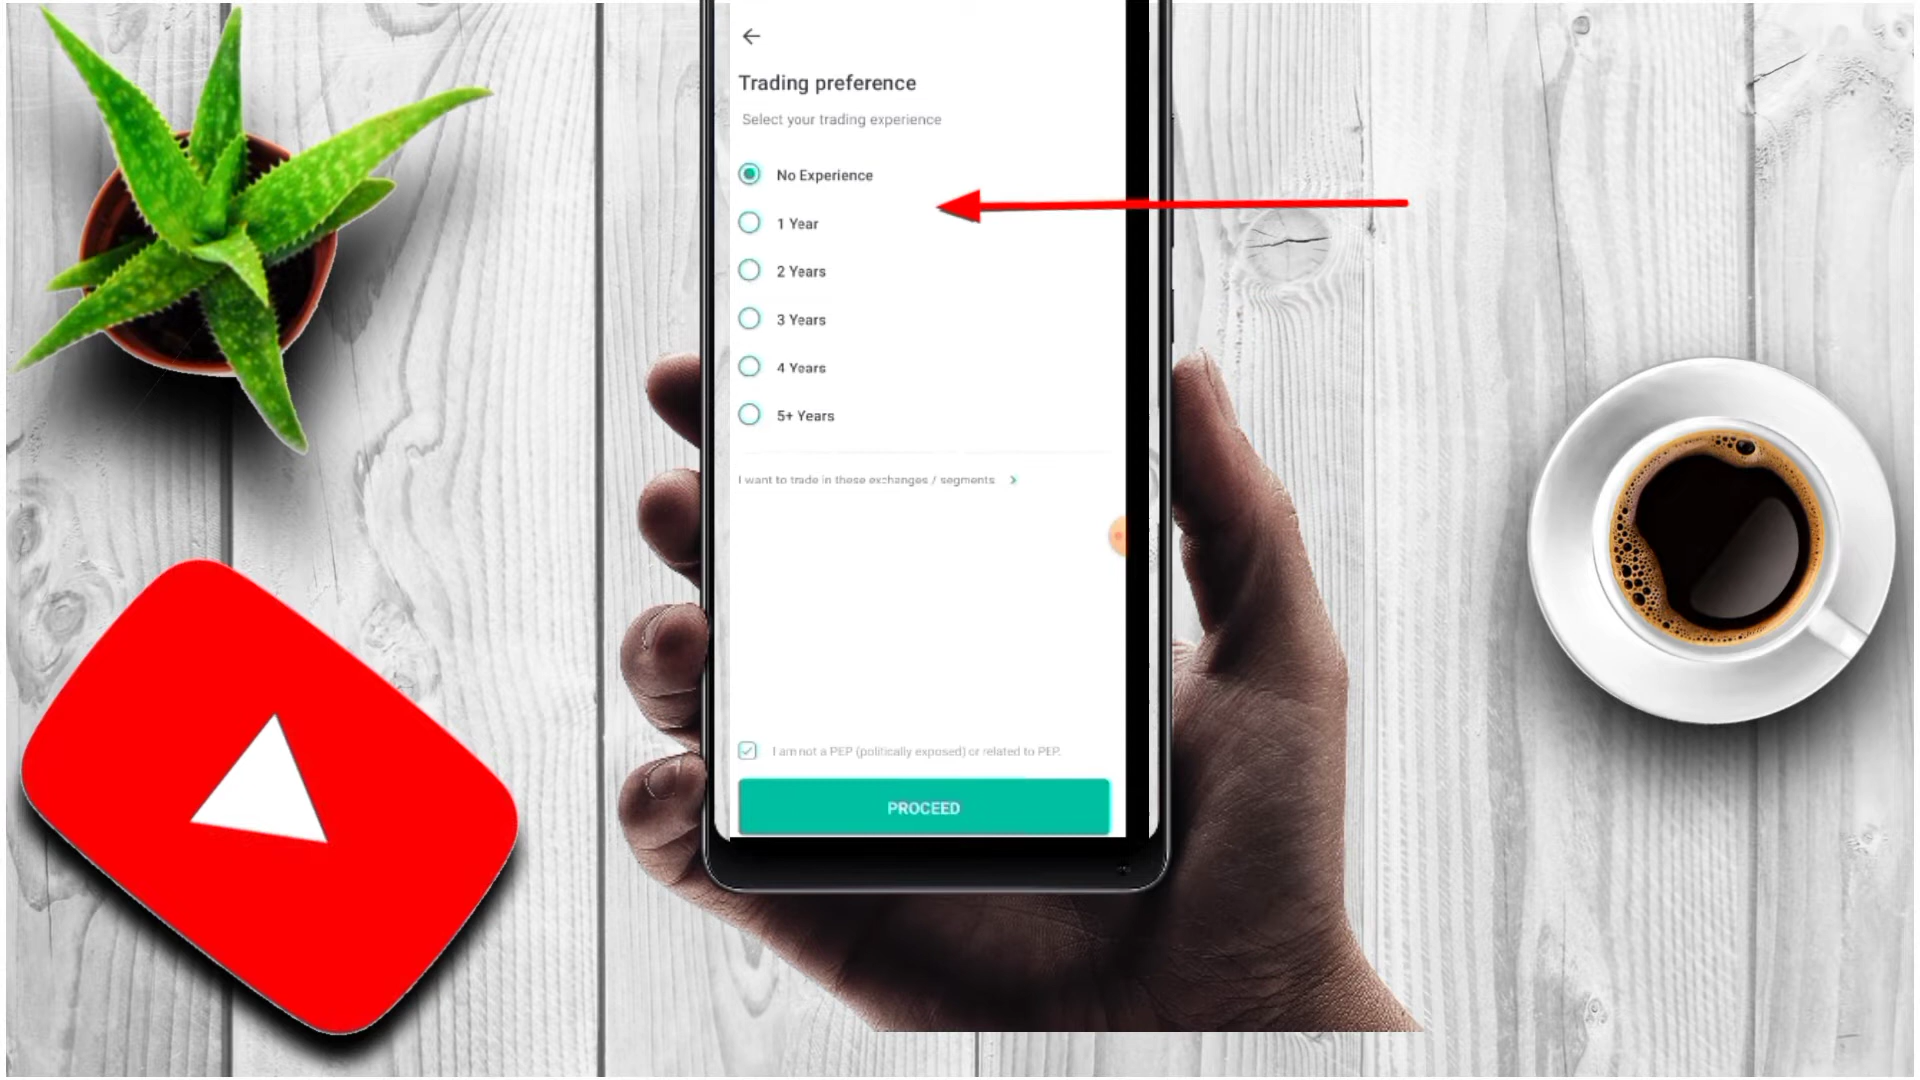 Trading preference
Select your trading experience
No Experience
1 Year
2 Years
3 Years
4 Years
5+ Years
I want to trade in these exchanges / segments
I am not a PEP (politically exposed) or related to PEP.
PROCEED